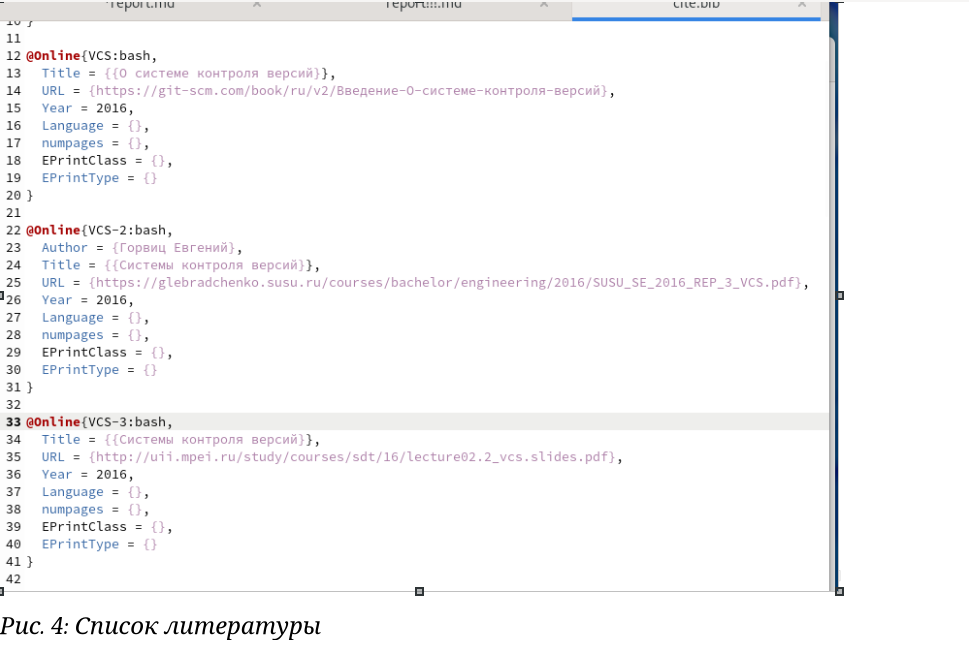 *report.md × report!!!.md × cite.bib ×
10 }
11
12 @Online{VCS:bash,
13 Title = {{О системе контроля версий}},
14 URL = {https://git-scm.com/book/ru/v2/Введение-О-системе-контроля-версий},
15 Year = 2016,
16 Language = {},
17 numpages = {},
18 EPrintClass = {},
19 EPrintType = {}
20 }
21
22 @Online{VCS-2:bash,
23 Author = {Горвиц Евгений},
24 Title = {{Системы контроля версий}},
25 URL = {https://glebradchenko.susu.ru/courses/bachelor/engineering/2016/SUSU_SE_2016_REP_3_VCS.pdf},
26 Year = 2016,
27 Language = {},
28 numpages = {},
29 EPrintClass = {},
30 EPrintType = {}
31 }
32
33 @Online{VCS-3:bash,
34 Title = {{Системы контроля версий}},
35 URL = {http://uii.mpei.ru/study/courses/sdt/16/lecture02.2_vcs.slides.pdf},
36 Year = 2016,
37 Language = {},
38 numpages = {},
39 EPrintClass = {},
40 EPrintType = {}
41 }
42
Рис. 4: Список литературы